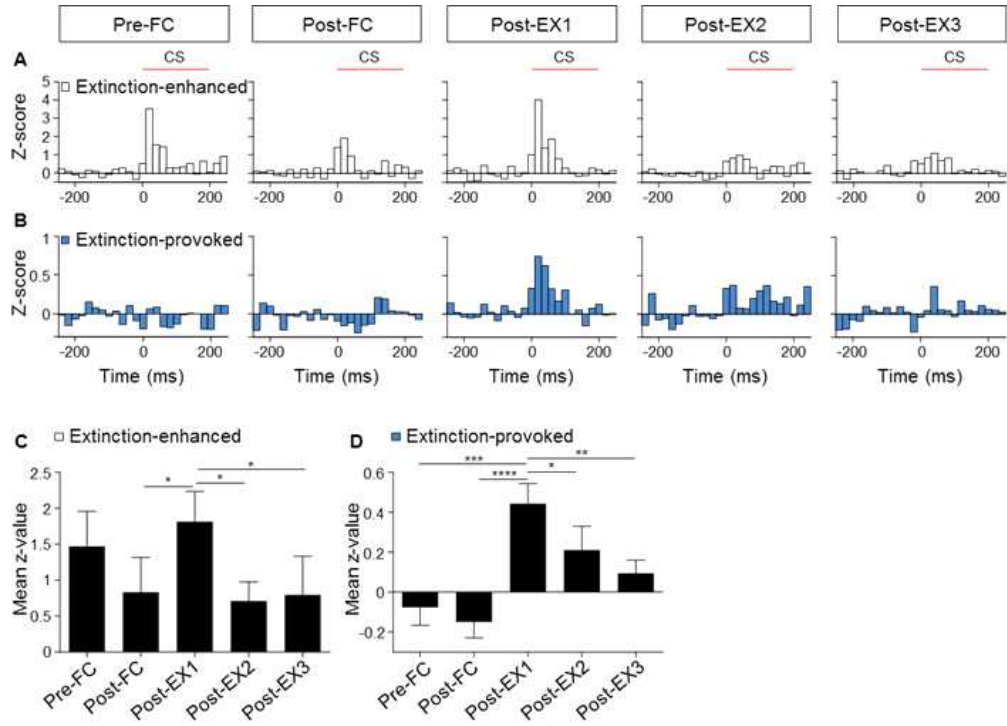 Pre-FC Post-FC Post-EX1 Post-EX2 Post-EX3
A CS CS CS CS CS
Extinction-enhanced
Z-score
5
4
3
2
1
0
-200 0 200 -200 0 200 -200 0 200 -200 0 200 -200 0 200
B
Extinction-provoked
Z-score
1
0.5
0
-200 0 200 -200 0 200 -200 0 200 -200 0 200 -200 0 200
Time (ms) Time (ms) Time (ms) Time (ms) Time (ms)
C Extinction-enhanced
Mean z-value
2.5
2
1.5
1
0.5
0
* * *
Pre-FC Post-FC Post-EX1 Post-EX2 Post-EX3
D Extinction-provoked
Mean z-value
0.6
0.4
0.2
0
-0.2
*** ** **** *
Pre-FC Post-FC Post-EX1 Post-EX2 Post-EX3